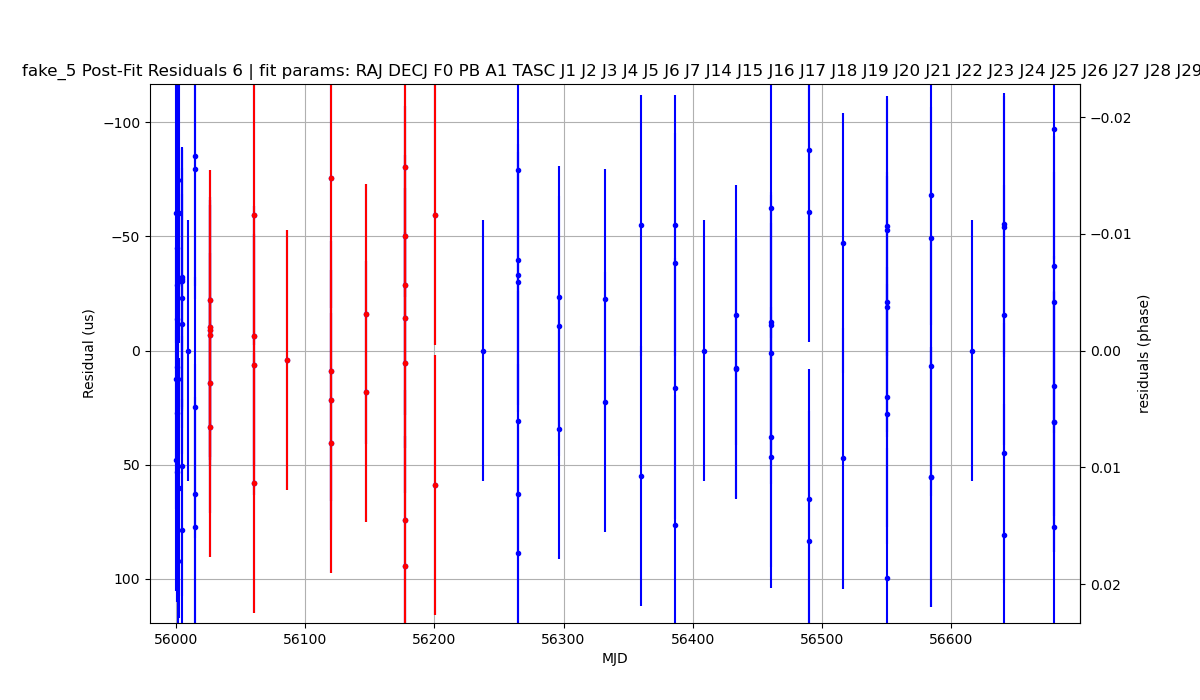 fake_5 Post-Fit Residuals 6 | fit params: RAJ DECJ F0 PB A1 TASC J1 J2 J3 J4 J5 J6 J7 J14 J15 J16 J17 J18 J19 J20 J21 J22 J23 J24 J25 J26 J27 J28 J29
−100
−50
0
50
100
Residual (us)
−0.02
−0.01
0.00
0.01
0.02
residuals (phase)
56000 56100 56200 56300 56400 56500 56600
MJD